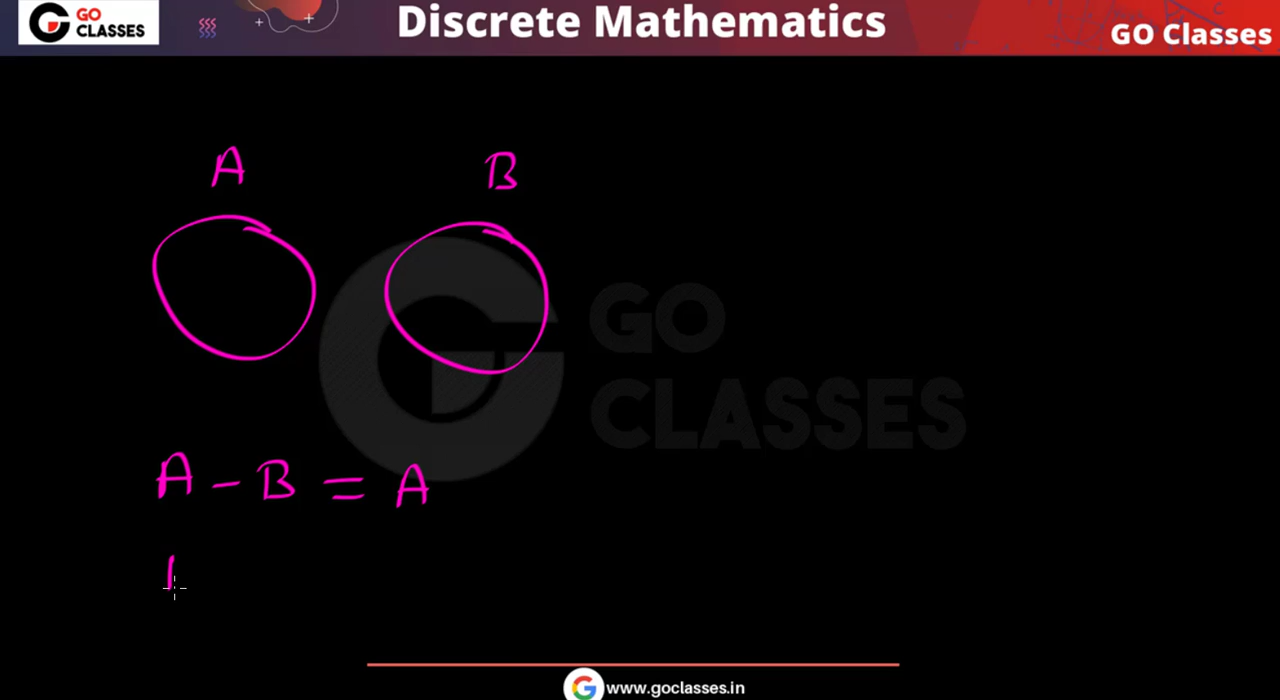 GO
CLASSES
Discrete Mathematics
GO Classes
A
B
GO
CLASSES
A - B = A
www.goclasses.in